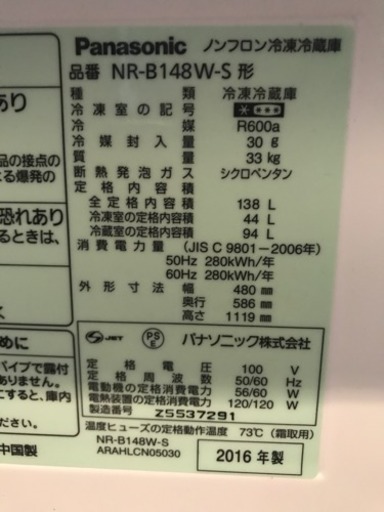 Panasonic ノンフロン冷凍冷蔵庫
品番 NR-B148W-S 形
種類 冷凍冷蔵庫
冷凍室の記号
冷媒 R600a
冷媒封入量 30 g
質量 33 kg
断熱発泡ガス シクロペンタン
定格内容積
全定格内容積 138 L
冷凍室の定格内容積 44 L
冷蔵室の定格内容積 94 L
消費電力量 (JIS C 9801-2006年)
50Hz 280kWh/年
60Hz 280kWh/年
外形寸法 幅 480 mm
奥行 586 mm
高さ 1119 mm
JET PS E パナソニック株式会社
定格電圧 100 V
定格周波数 50/60 Hz
電動機の定格消費電力 56/60 W
電熱装置の定格消費電力 120/120 W
製造番号 Z5537291
温度ヒューズの定格動作温度 73℃ (霜取用)
NR-B148W-S
ARAHLCN05030
2016 年製
あり
品の接点の
る爆発の
恐れあり
るときは、
めに
パイプで露付
ありません。
にすると、庫内
中国製